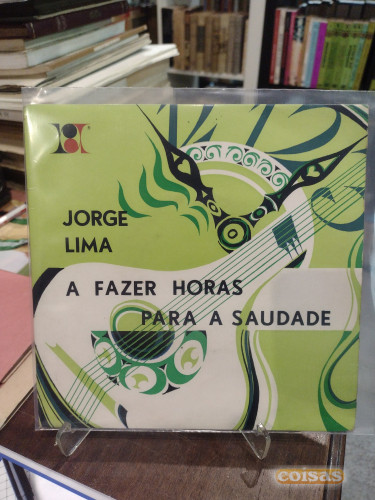 JORGE
LIMA
A FAZER HORAS
PARA A SAUDADE
coisas